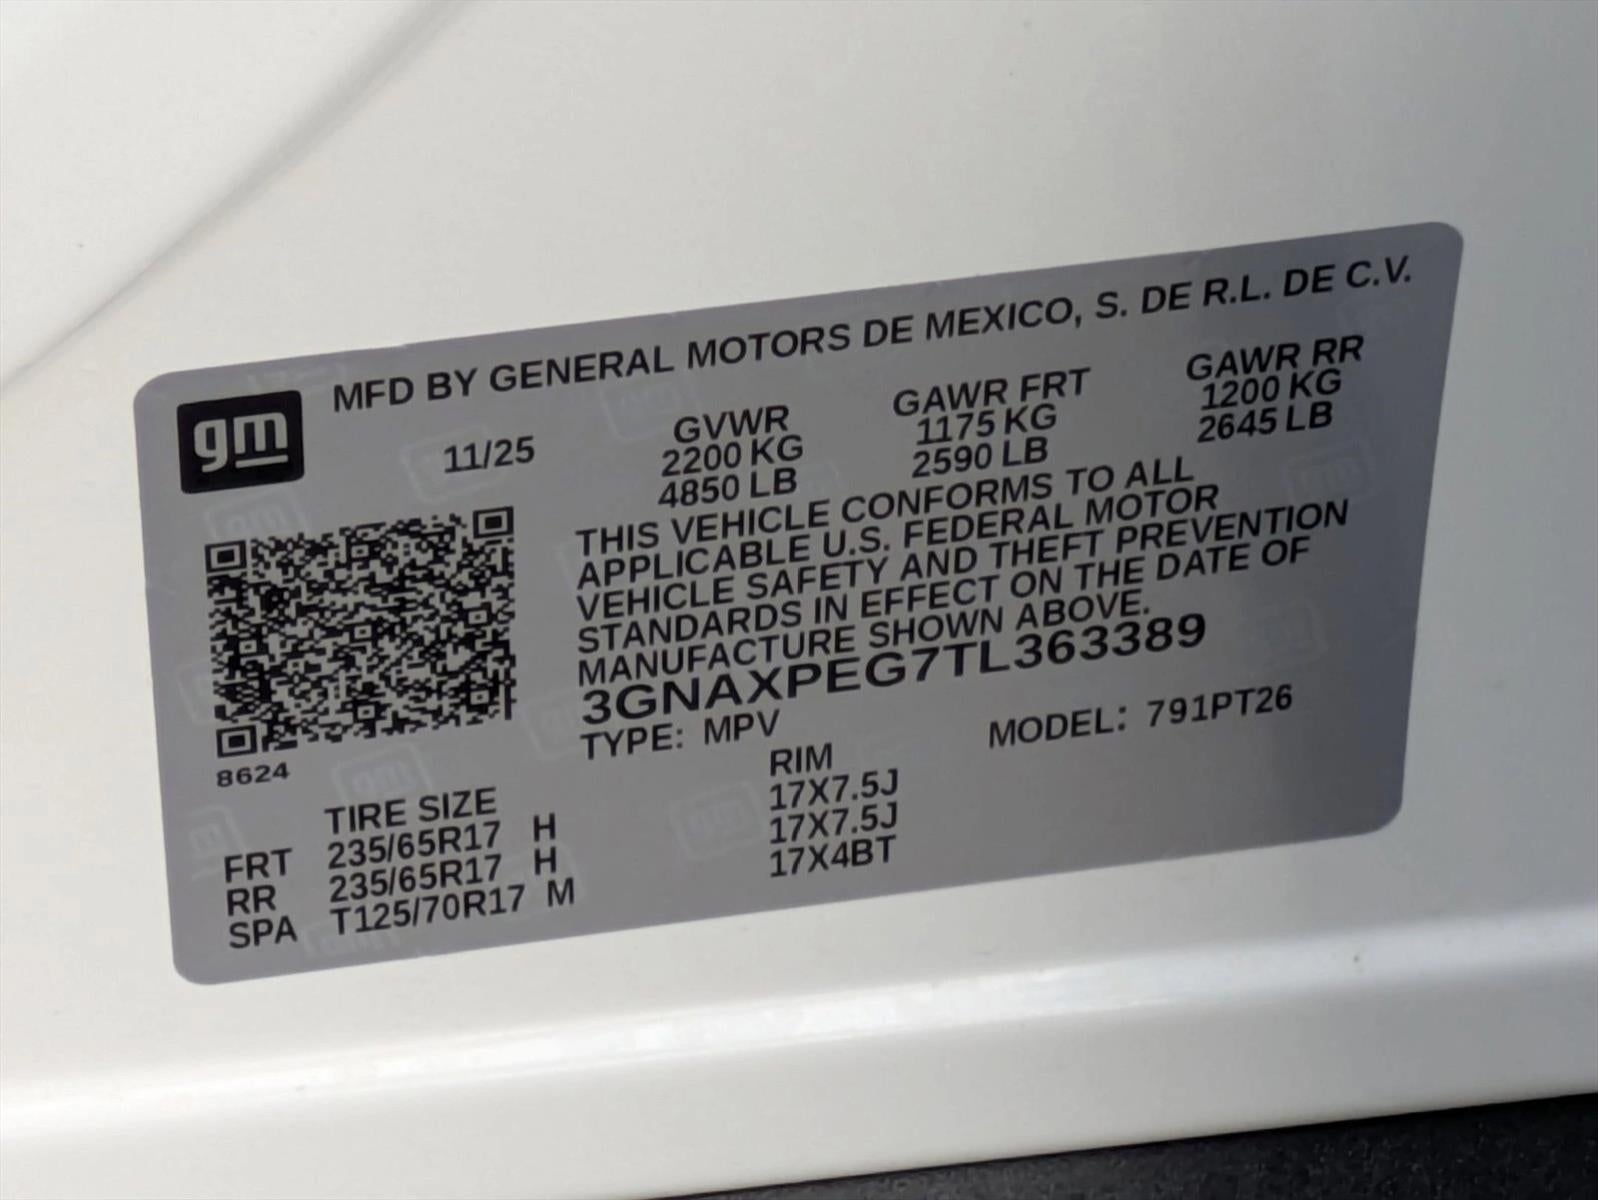 gm
MFD BY GENERAL MOTORS DE MEXICO, S. DE R.L. DE C.V.
11/25
GVWR
2200 KG
4850 LB
GAWR FRT
1175 KG
2590 LB
GAWR RR
1200 KG
2645 LB
THIS VEHICLE CONFORMS TO ALL
APPLICABLE U.S. FEDERAL MOTOR
VEHICLE SAFETY AND THEFT PREVENTION
STANDARDS IN EFFECT ON THE DATE OF
MANUFACTURE SHOWN ABOVE.
3GNAXPEG7TL363389
TYPE: MPV
MODEL: 791PT26
8624
TIRE SIZE RIM
FRT 235/65R17 H 17X7.5J
RR 235/65R17 H 17X7.5J
SPA T125/70R17 M 17X4BT